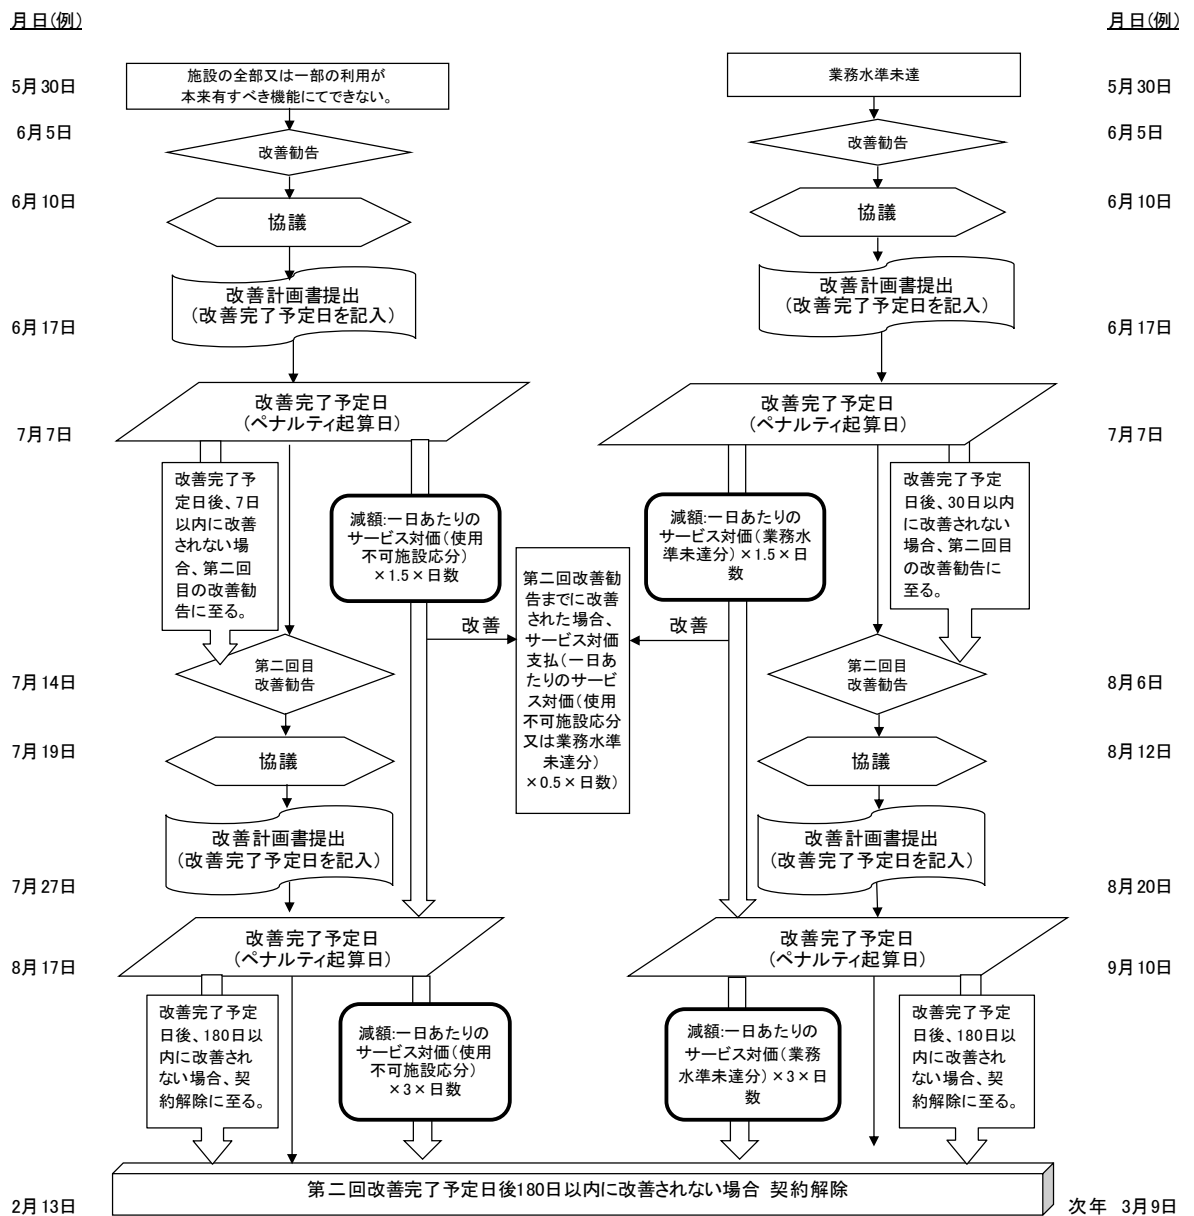 月日(例)
月日(例)
5月30日
施設の全部又は一部の利用が
本来有すべき機能にてできない。
業務水準未達
5月30日
6月5日
改善勧告
改善勧告
6月5日
6月10日
協議
協議
6月10日
改善計画書提出
(改善完了予定日を記入)
改善計画書提出
(改善完了予定日を記入)
6月17日
6月17日
改善完了予定日
(ペナルティ起算日)
改善完了予定日
(ペナルティ起算日)
7月7日
7月7日
改善完了予
定日後、7日
以内に改善
されない場
合、第二回
目の改善勧
告に至る。
減額:一日あたりの
サービス対価(使用
不可施設応分)
×1.5×日数
第二回改善勧
告までに改善
された場合、
サービス対価
支払(一日あ
たりのサービ
ス対価(使用
不可施設応分
又は業務水準
未達分)
×0.5×日数)
減額:一日あたりの
サービス対価(業務水
準未達分)×1.5×日
数
改善完了予定
日後、30日以内
に改善されない
場合、第二回目
の改善勧告に
至る。
改善
改善
7月14日
第二回目
改善勧告
第二回目
改善勧告
8月6日
7月19日
協議
協議
8月12日
改善計画書提出
(改善完了予定日を記入)
改善計画書提出
(改善完了予定日を記入)
7月27日
8月20日
改善完了予定日
(ペナルティ起算日)
改善完了予定日
(ペナルティ起算日)
8月17日
9月10日
改善完了予定
日後、180日以
内に改善され
ない場合、契
約解除に至る。
減額:一日あたりの
サービス対価(使用
不可施設応分)
×3×日数
減額:一日あたりの
サービス対価(業務
水準未達分)×3×日
数
改善完了予定
日後、180日以
内に改善され
ない場合、契
約解除に至る。
第二回改善完了予定日後180日以内に改善されない場合 契約解除
2月13日
次年 3月9日